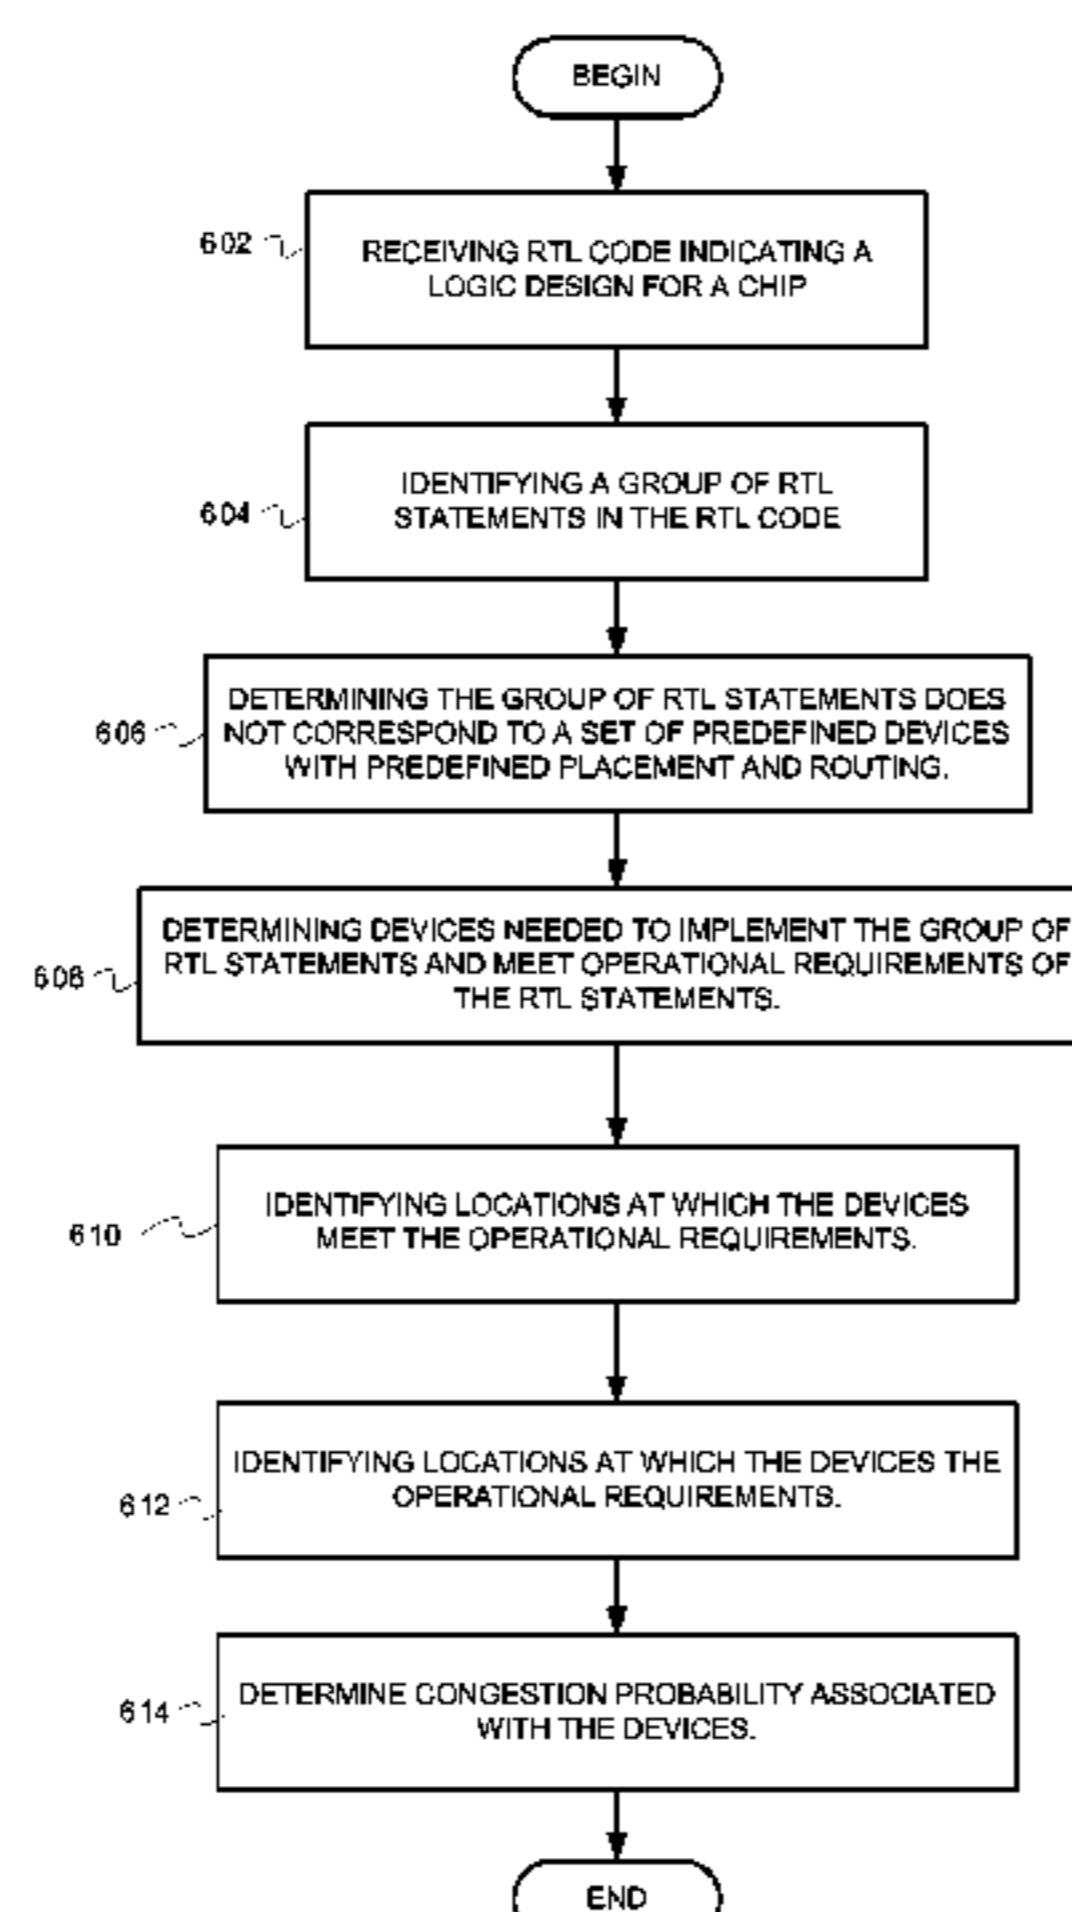 BEGIN
602
RECEIVING RTL CODE INDICATING A
LOGIC DESIGN FOR A CHIP
604
IDENTIFYING A GROUP OF RTL
STATEMENTS IN THE RTL CODE
606
DETERMINING THE GROUP OF RTL STATEMENTS DOES
NOT CORRESPOND TO A SET OF PREDEFINED DEVICES
WITH PREDEFINED PLACEMENT AND ROUTING.
608
DETERMINING DEVICES NEEDED TO IMPLEMENT THE GROUP OF
RTL STATEMENTS AND MEET OPERATIONAL REQUIREMENTS OF
THE RTL STATEMENTS.
610
IDENTIFYING LOCATIONS AT WHICH THE DEVICES
MEET THE OPERATIONAL REQUIREMENTS.
612
IDENTIFYING LOCATIONS AT WHICH THE DEVICES THE
OPERATIONAL REQUIREMENTS.
614
DETERMINE CONGESTION PROBABILITY ASSOCIATED
WITH THE DEVICES.
END